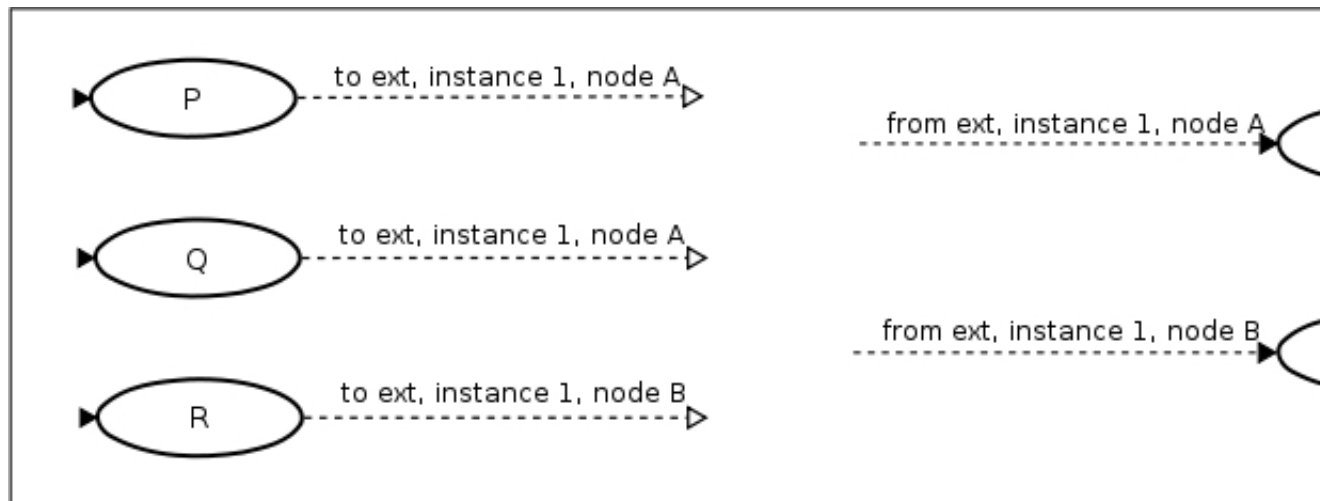 P
to ext, instance 1, node A
from ext, instance 1, node A
Q
to ext, instance 1, node A
from ext, instance 1, node B
R
to ext, instance 1, node B